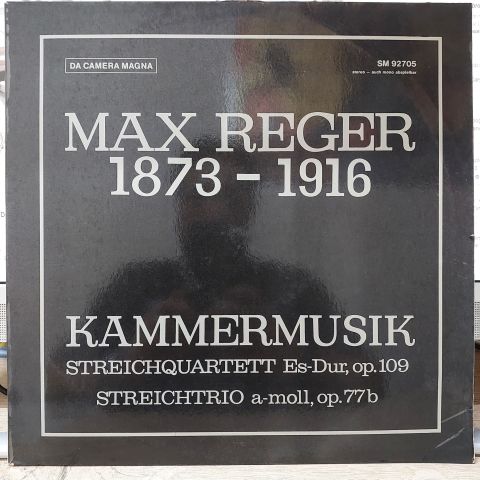 DA CAMERA MAGNA
SM 92705
stereo – auch mono abspielbar
MAX REGER
1873 – 1916
KAMMERMUSIK
STREICHQUARTETT Es-Dur, op. 109
STREICHTRIO a-moll, op. 77 b